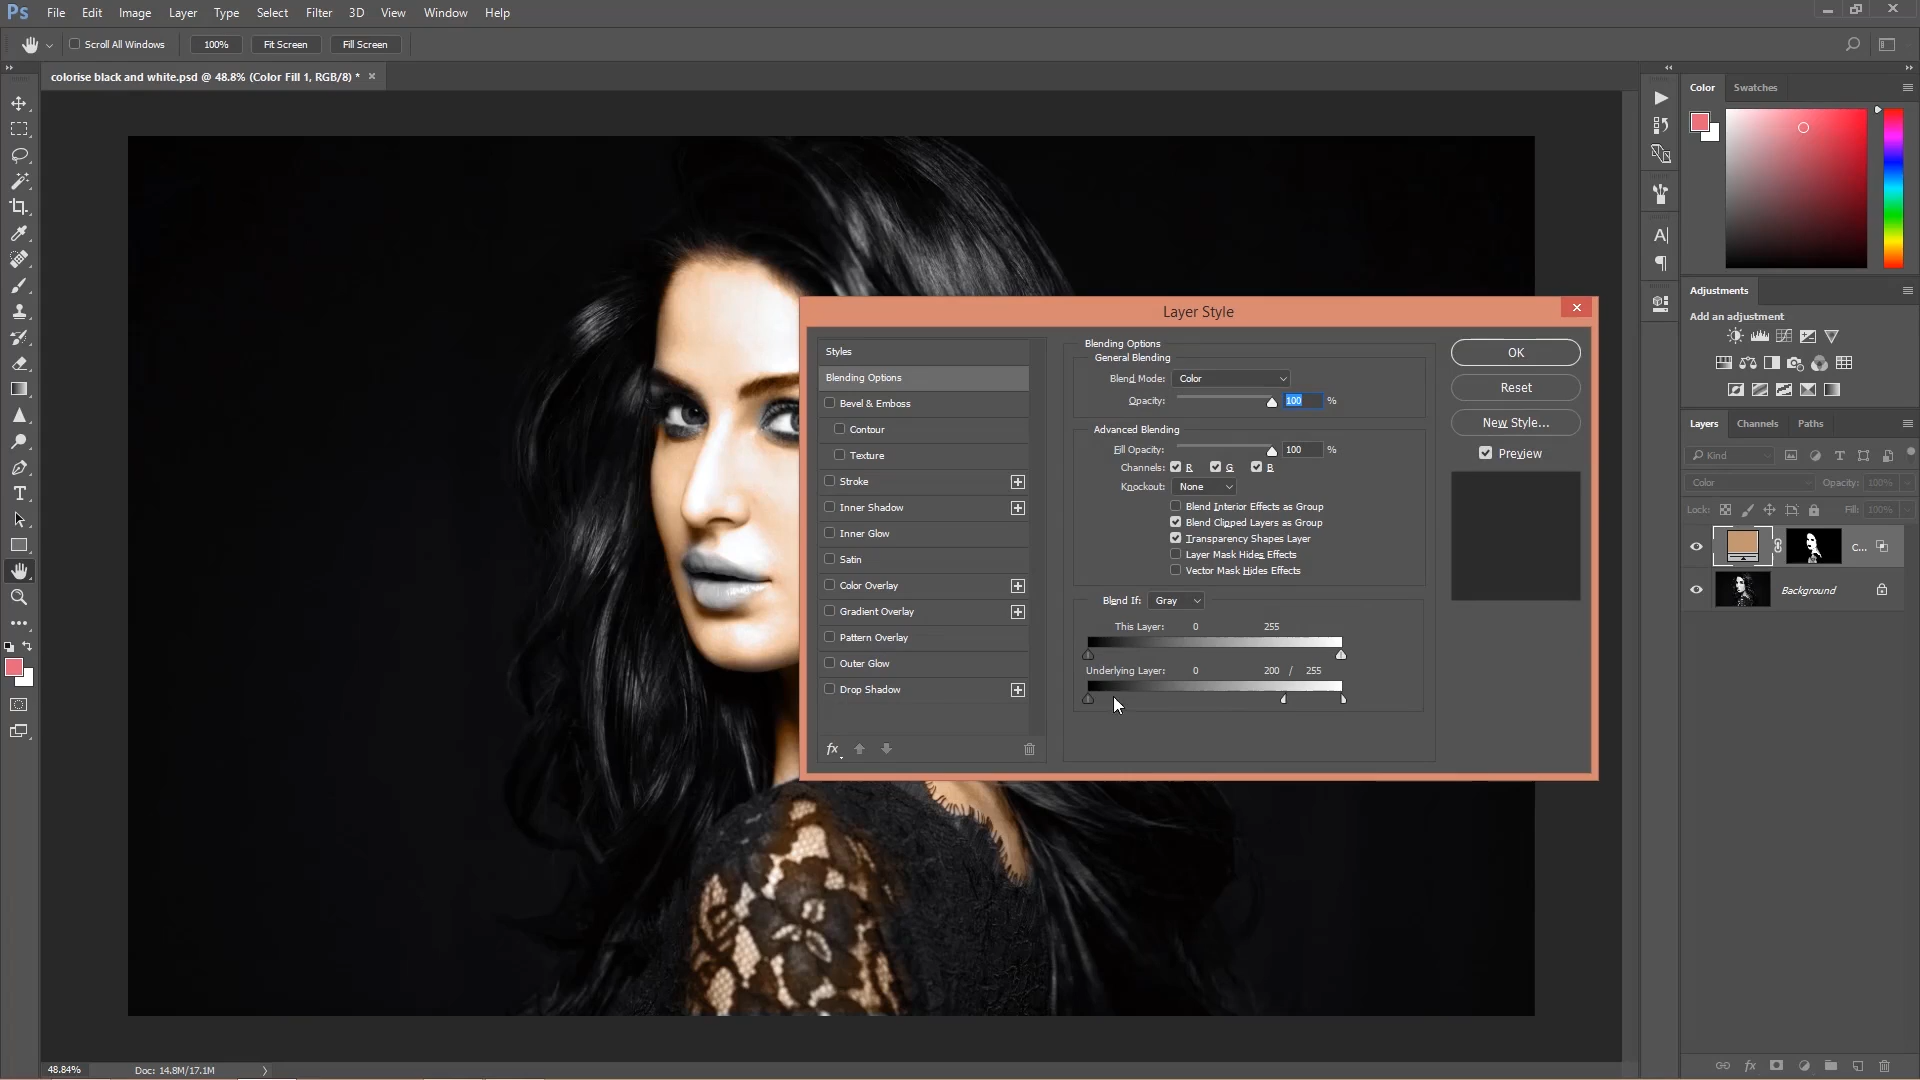 Ps File Edit Image Layer Type Select Filter 3D View Window Help
Scroll All Windows 100% Fit Screen Fill Screen
colorise black and white.psd @ 48.8% (Color Fill 1, RGB/8) * ×
Color Swatches
Adjustments
Add an adjustment
Layers Channels Paths
Kind
Color Opacity: 100%
Lock: Fill: 100%
C...
Background
Layer Style
Styles
Blending Options
Bevel & Emboss
Contour
Texture
Stroke
Inner Shadow
Inner Glow
Satin
Color Overlay
Gradient Overlay
Pattern Overlay
Outer Glow
Drop Shadow
fx
Blending Options
General Blending
Blend Mode: Color
Opacity: 100 %
Advanced Blending
Fill Opacity: 100 %
Channels: R G B
Knockout: None
Blend Interior Effects as Group
Blend Clipped Layers as Group
Transparency Shapes Layer
Layer Mask Hides Effects
Vector Mask Hides Effects
Blend If: Gray
This Layer: 0 255
Underlying Layer: 0 200 / 255
OK
Reset
New Style...
Preview
48.84% Doc: 14.8M/17.1M
fx